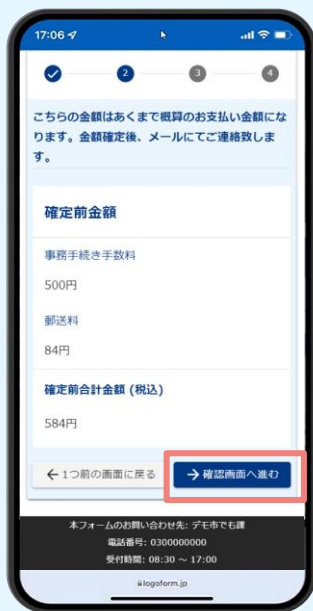 17:06
2
3
4
こちらの金額はあくまで概算のお支払い金額にな
ります。金額確定後、メールにてご連絡致しま
す。
確定前金額
事務手続き手数料
500円
郵送料
84円
確定前合計金額 (税込)
584円
← 1つ前の画面に戻る
→ 確認画面へ進む
本フォームのお問い合わせ先: デモ市でも課
電話番号: 0300000000
受付時間: 08:30 ～ 17:00
logoform.jp